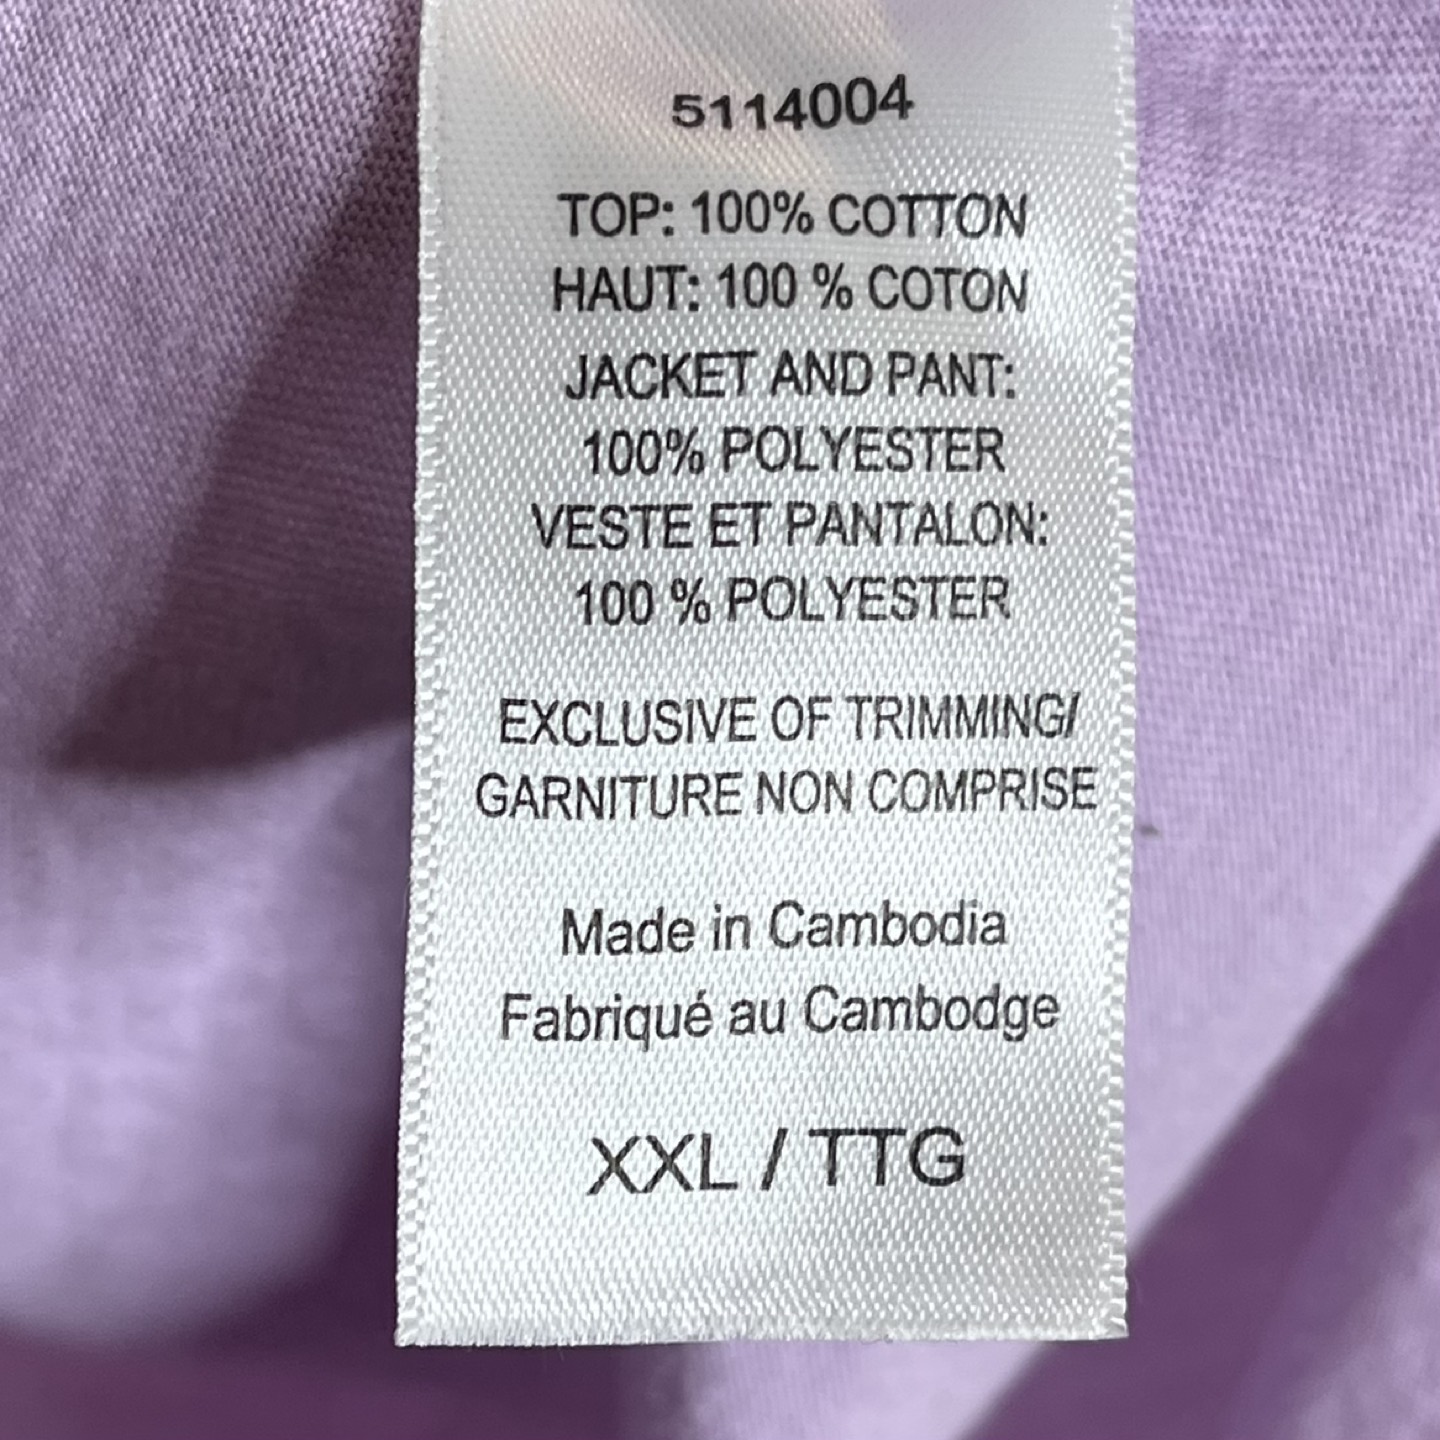 5114004
TOP: 100% COTTON
HAUT: 100 % COTON
JACKET AND PANT:
100% POLYESTER
VESTE ET PANTALON:
100 % POLYESTER
EXCLUSIVE OF TRIMMING/
GARNITURE NON COMPRISE
Made in Cambodia
Fabriqué au Cambodge
XXL / TTG